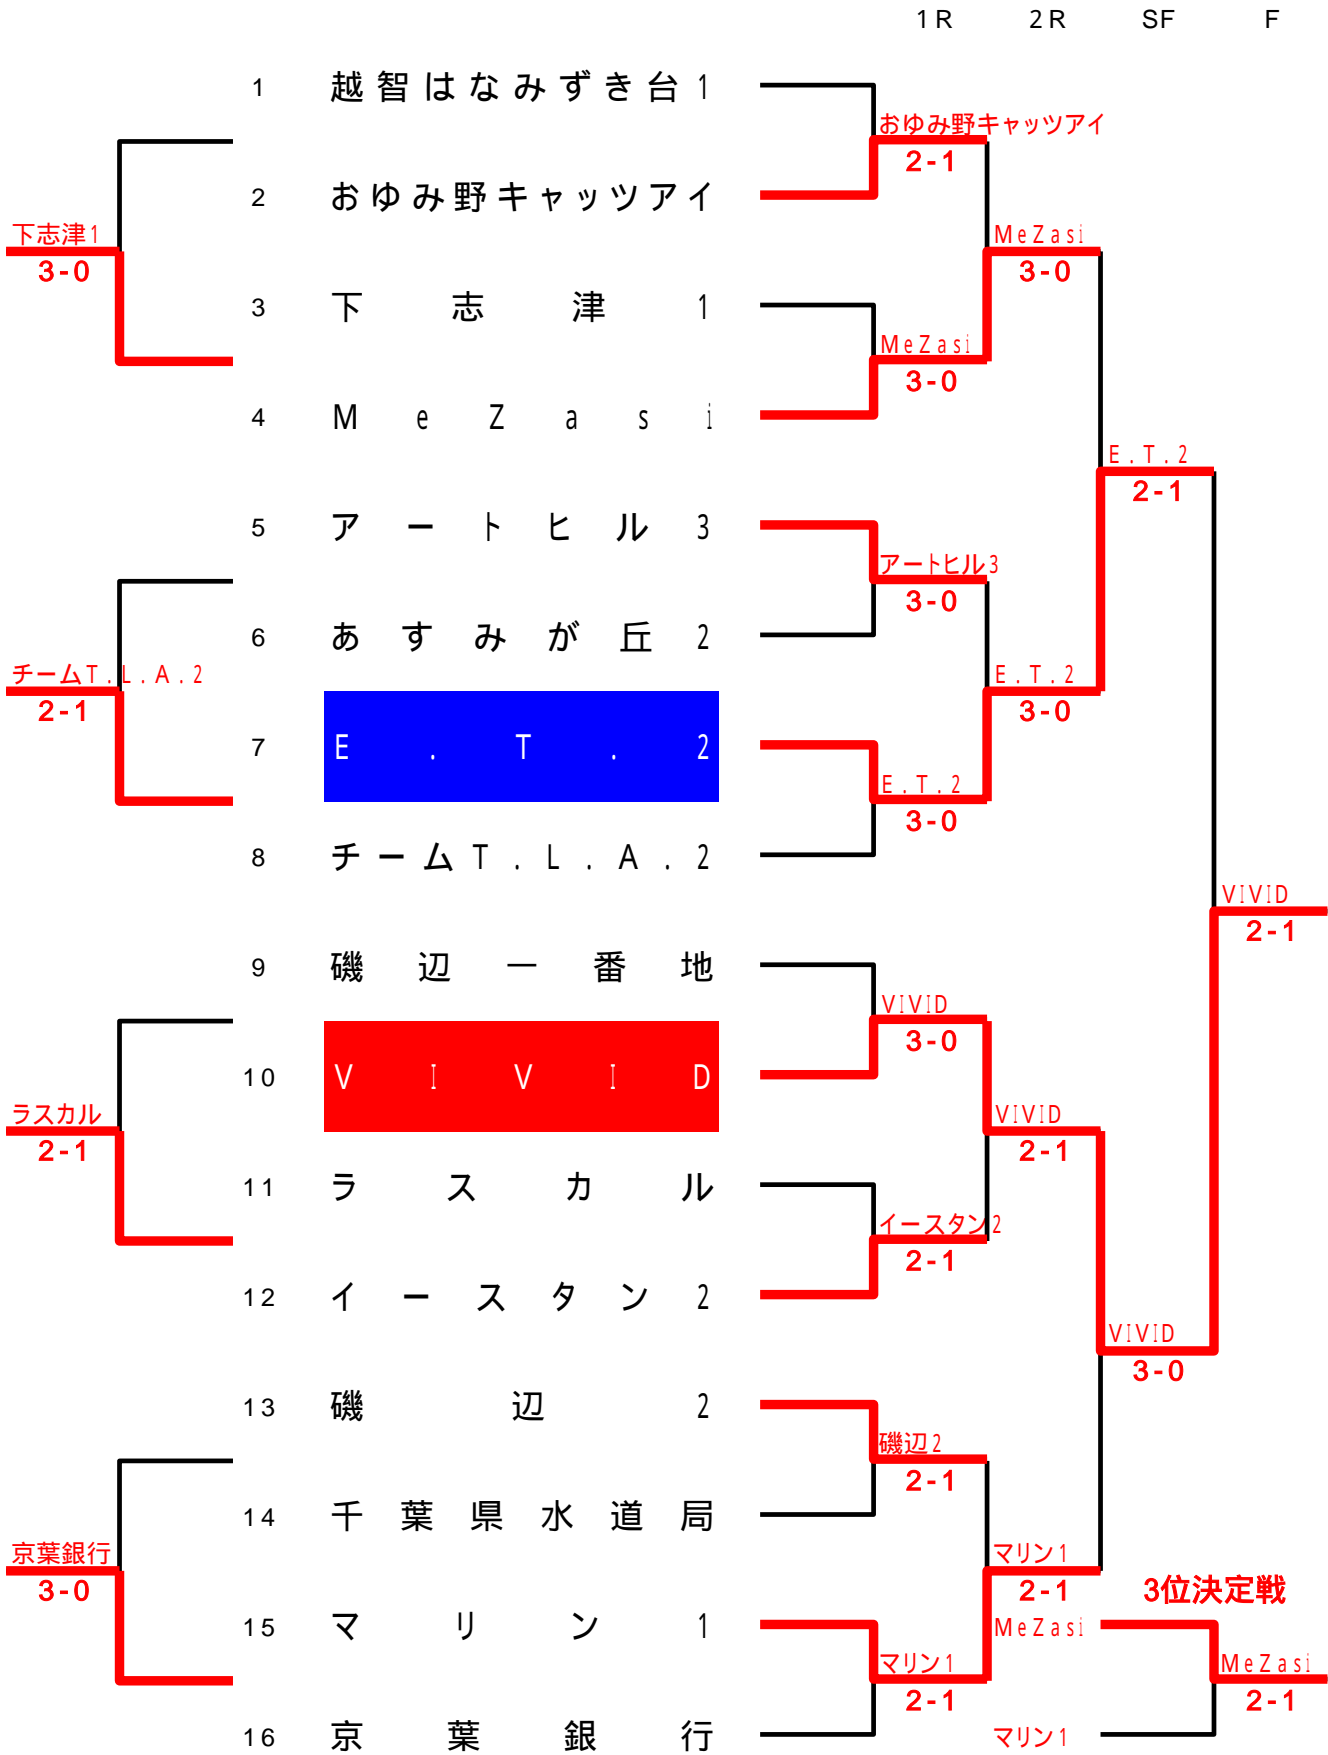 1R 2R SF F
1 越智はなみずき台1
おゆみ野キャッツアイ
2-1
2 おゆみ野キャッツアイ
下志津1
3-0
MeZasi
3-0
3 下志津1
MeZasi
3-0
4 MeZasi
E.T.2
2-1
5 アートヒル3
アートヒル3
3-0
6 あすみが丘2
チームT.L.A.2
2-1
E.T.2
3-0
7 E.T.2
E.T.2
3-0
8 チームT.L.A.2
VIVID
2-1
9 磯辺一番地
VIVID
3-0
10 VIVID
ラスカル
2-1
VIVID
2-1
11 ラスカル
イースタン2
2-1
12 イースタン2
VIVID
3-0
13 磯辺2
磯辺2
2-1
14 千葉県水道局
京葉銀行
3-0
マリン1
2-1
3位決定戦
15 マリン1
MeZasi
マリン1
2-1
MeZasi
2-1
16 京葉銀行
マリン1